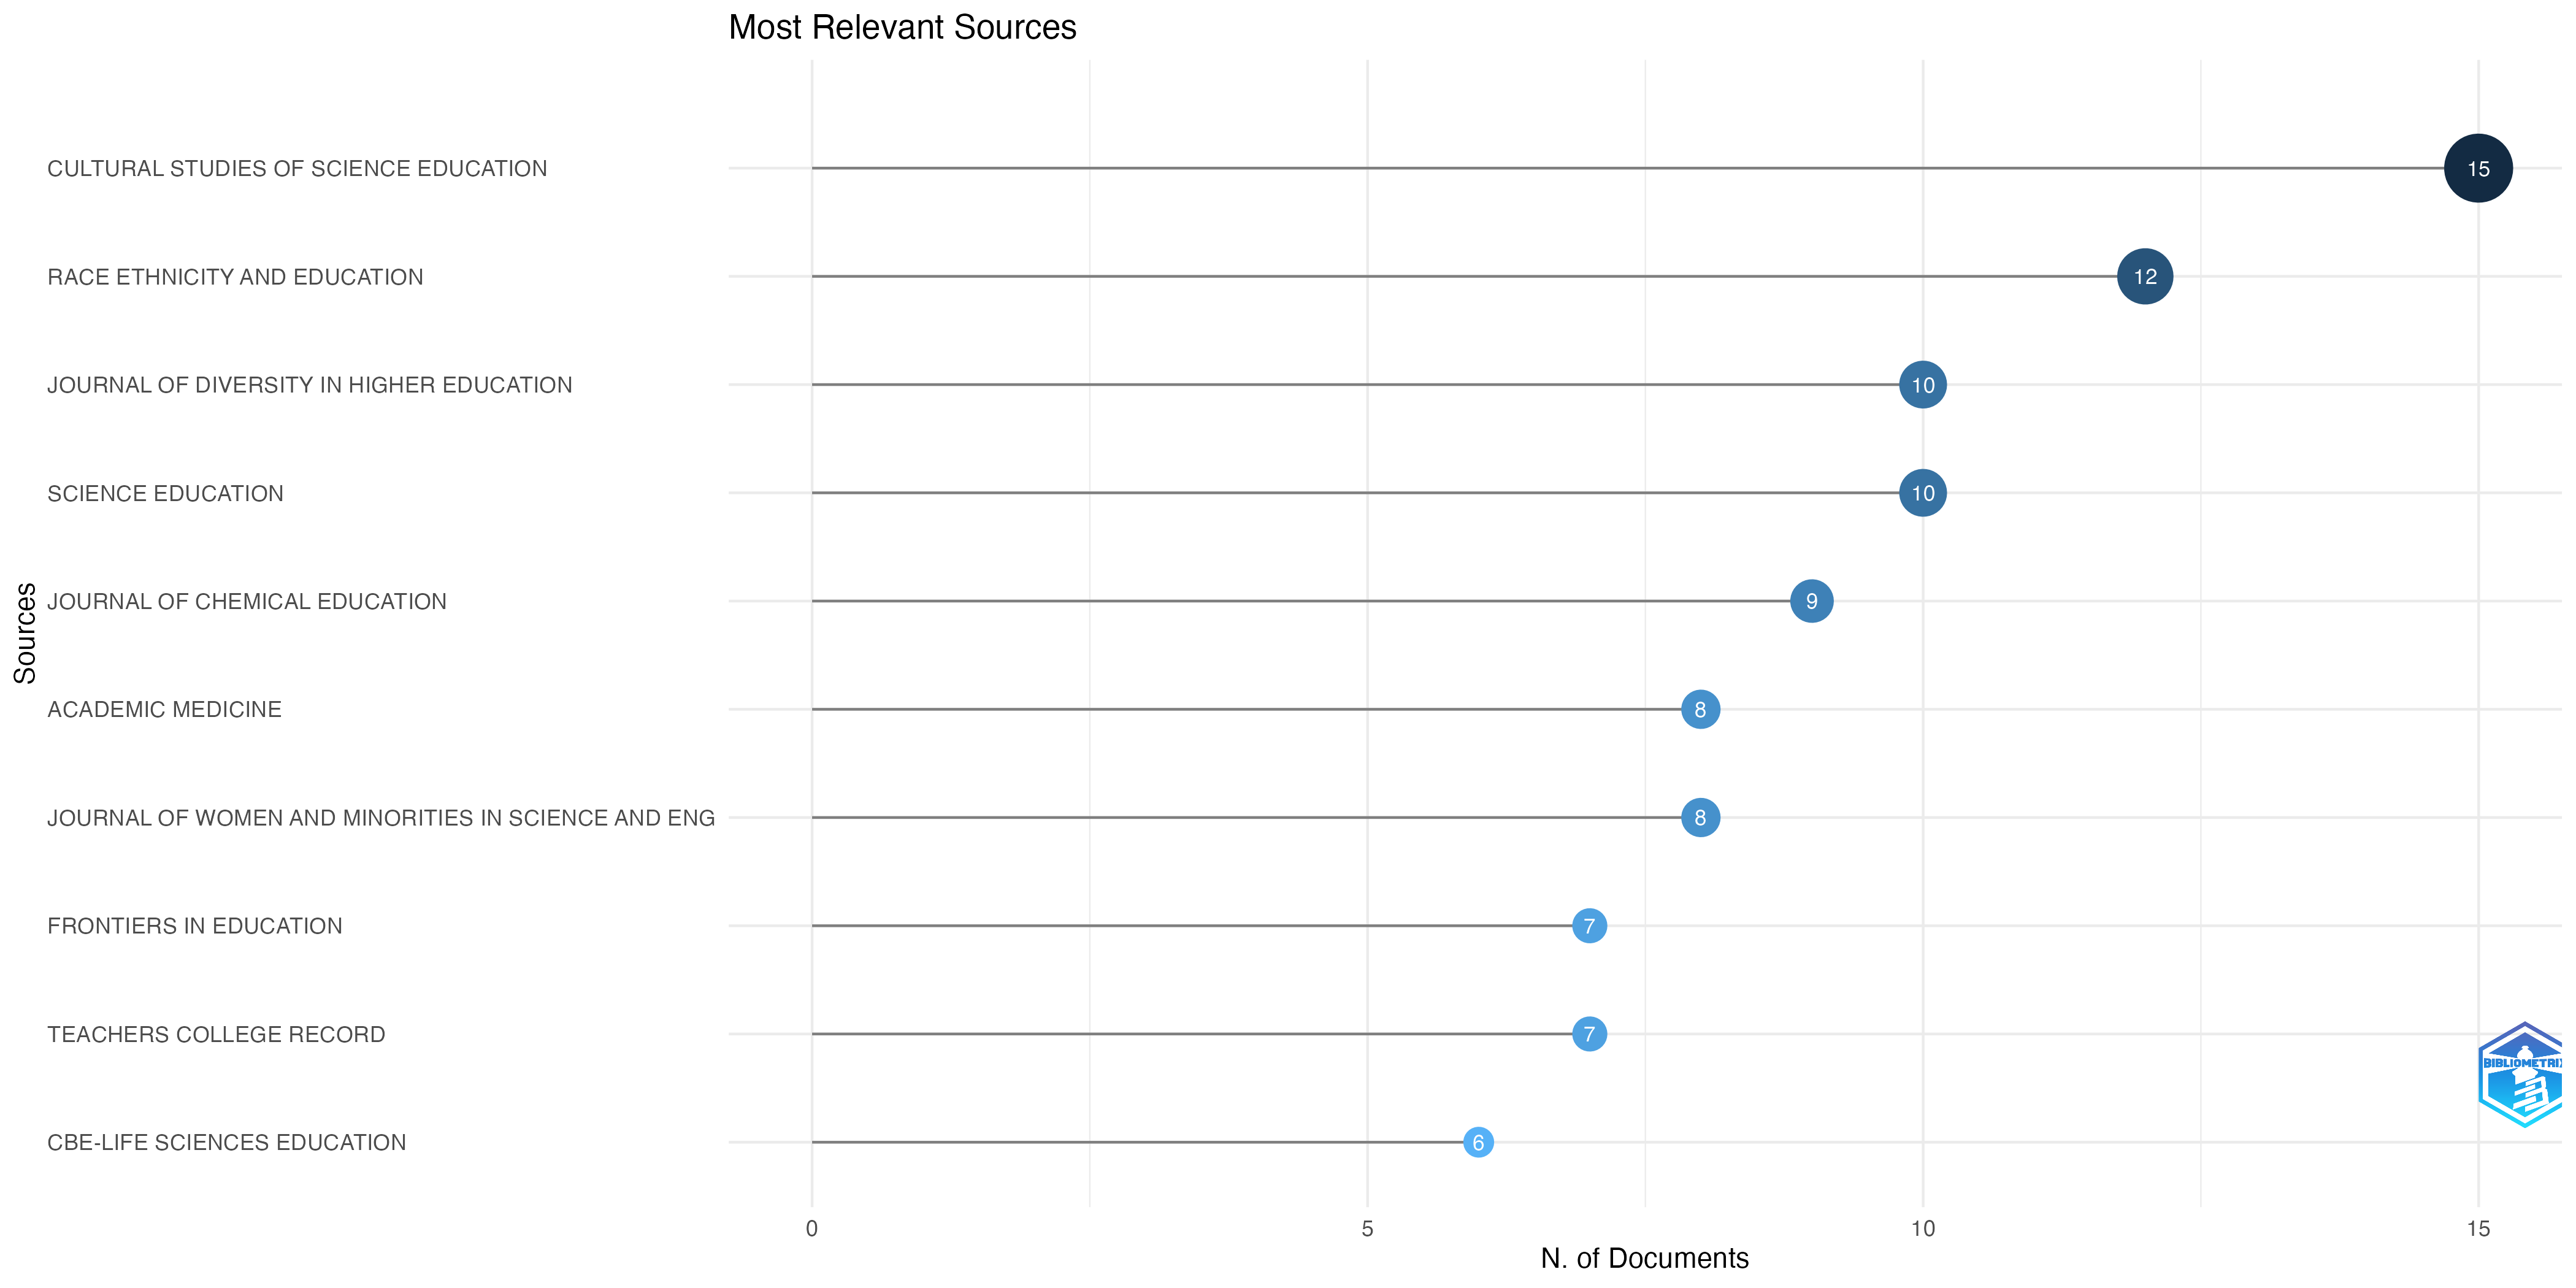 Most Relevant Sources
CULTURAL STUDIES OF SCIENCE EDUCATION
15
RACE ETHNICITY AND EDUCATION
12
JOURNAL OF DIVERSITY IN HIGHER EDUCATION
10
SCIENCE EDUCATION
10
JOURNAL OF CHEMICAL EDUCATION
9
ACADEMIC MEDICINE
8
JOURNAL OF WOMEN AND MINORITIES IN SCIENCE AND ENG
8
FRONTIERS IN EDUCATION
7
TEACHERS COLLEGE RECORD
7
CBE-LIFE SCIENCES EDUCATION
6
Sources
0 5 10 15
N. of Documents
BIBLIOMETRIX